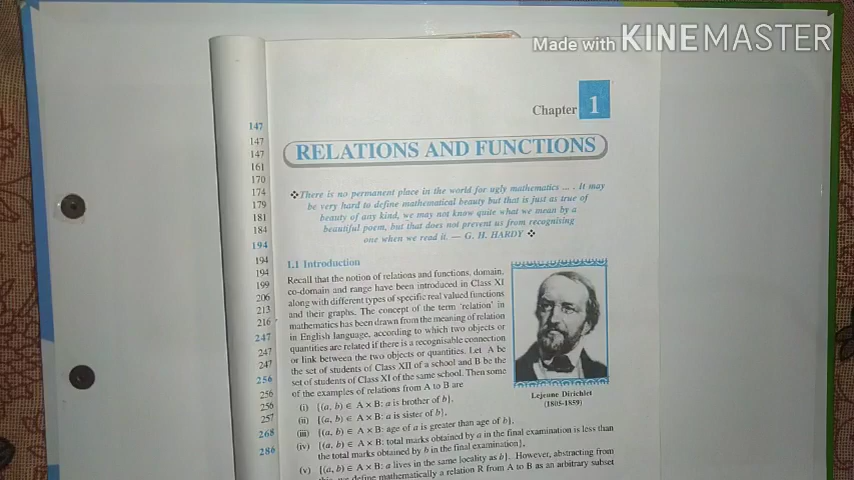 Made with KINEMASTER
Chapter 1
147
147
147
161
170
174
179
181
184
194
194
194
199
206
213
216
247
247
247
256
256
256
257
268
286
RELATIONS AND FUNCTIONS
❖There is no permanent place in the world for ugly mathematics ... . It may
be very hard to define mathematical beauty but that is just as true of
beauty of any kind, we may not know quite what we mean by a
beautiful poem, but that does not prevent us from recognising
one when we read it. — G. H. HARDY ❖
1.1 Introduction
Recall that the notion of relations and functions, domain,
co-domain and range have been introduced in Class XI
along with different types of specific real valued functions
and their graphs. The concept of the term 'relation' in
mathematics has been drawn from the meaning of relation
in English language, according to which two objects or
quantities are related if there is a recognisable connection
or link between the two objects or quantities. Let A be
the set of students of Class XII of a school and B be the
set of students of Class XI of the same school. Then some
of the examples of relations from A to B are
Lejeune Dirichlet
(1805-1859)
(i) {(a, b) ∈ A × B: a is brother of b},
(ii) {(a, b) ∈ A × B: a is sister of b},
(iii) {(a, b) ∈ A × B: age of a is greater than age of b},
(iv) {(a, b) ∈ A × B: total marks obtained by a in the final examination is less than
the total marks obtained by b in the final examination},
(v) {(a, b) ∈ A × B: a lives in the same locality as b}. However, abstracting from
define mathematically a relation R from A to B as an arbitrary subset